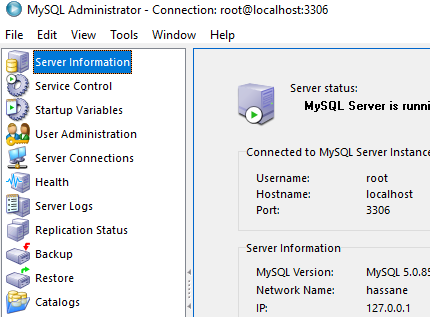 MySQL Administrator - Connection: root@localhost:3306
File Edit View Tools Window Help
Server Information
Service Control
Startup Variables
User Administration
Server Connections
Health
Server Logs
Replication Status
Backup
Restore
Catalogs
Server status:
MySQL Server is runni
Connected to MySQL Server Instance
Username: root
Hostname: localhost
Port: 3306
Server Information
MySQL Version: MySQL 5.0.8
Network Name: hassane
IP: 127.0.0.1